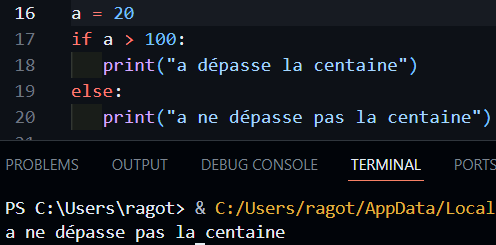 16 a = 20
17 if a > 100:
18 print("a dépasse la centaine")
19 else:
20 print("a ne dépasse pas la centaine")
PROBLEMS OUTPUT DEBUG CONSOLE TERMINAL PORTS
PS C:\Users\ragot> & C:/Users/ragot/AppData/Local
a ne dépasse pas la centaine